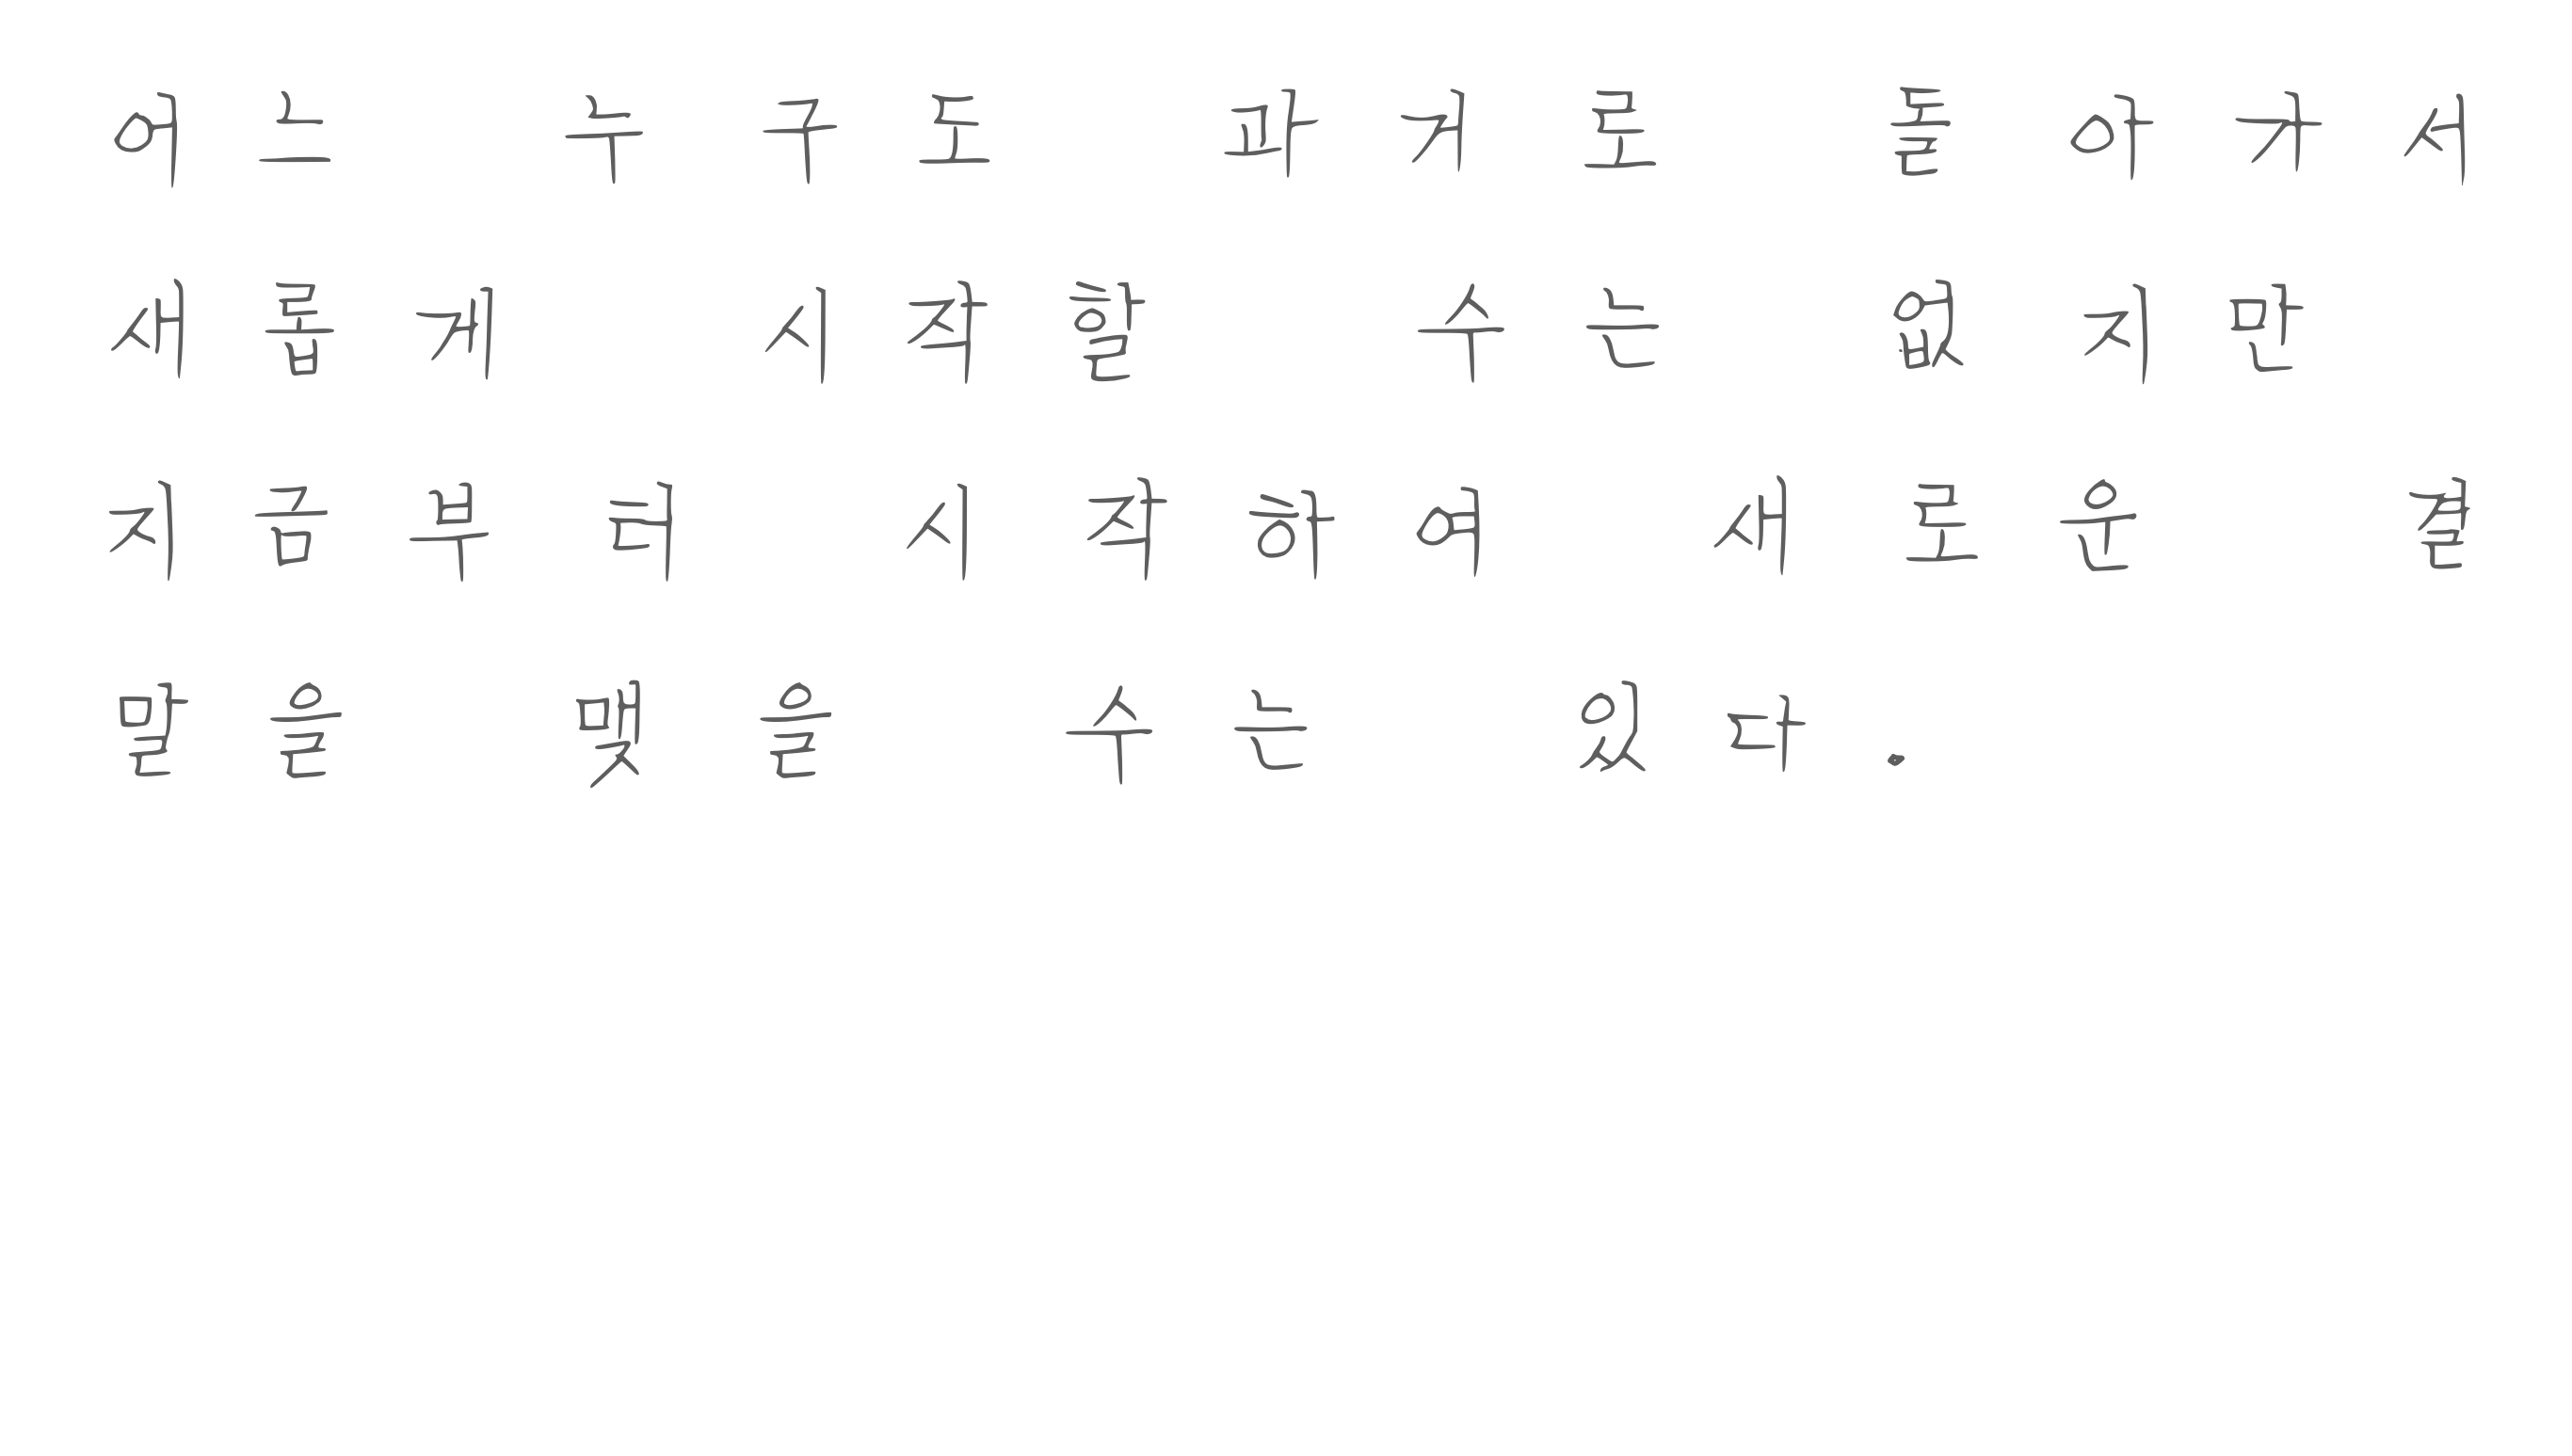 어느 누구도 과거로 돌아가서
새롭게 시작할 수는 없지만
지금부터 시작하여 새로운 결
말을 맺을 수는 있다.